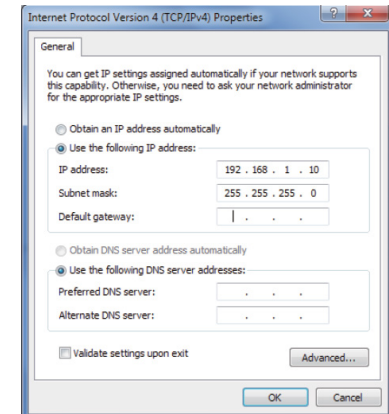 Internet Protocol Version 4 (TCP/IPv4) Properties
General
You can get IP settings assigned automatically if your network supports
this capability. Otherwise, you need to ask your network administrator
for the appropriate IP settings.
Obtain an IP address automatically
Use the following IP address:
IP address: 192 . 168 . 1 . 10
Subnet mask: 255 . 255 . 255 . 0
Default gateway: . . .
Obtain DNS server address automatically
Use the following DNS server addresses:
Preferred DNS server: . . .
Alternate DNS server: . . .
Validate settings upon exit
Advanced...
OK Cancel